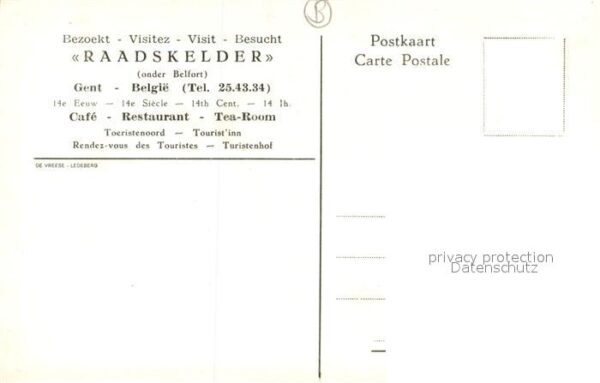 Bezoekt - Visitez - Visit - Besucht
«RAADSKELDER»
(onder Belfort)
Gent - België (Tel. 25.43.34)
14e Eeuw — 14e Siècle — 14th Cent. — 14 Ih.
Café - Restaurant - Tea-Room
Toeristenoord — Tourist'inn
Rendez-vous des Touristes — Turistenhof
DE VREESE - LEDEBERG
Postkaart
Carte Postale
privacy protection
Datenschutz